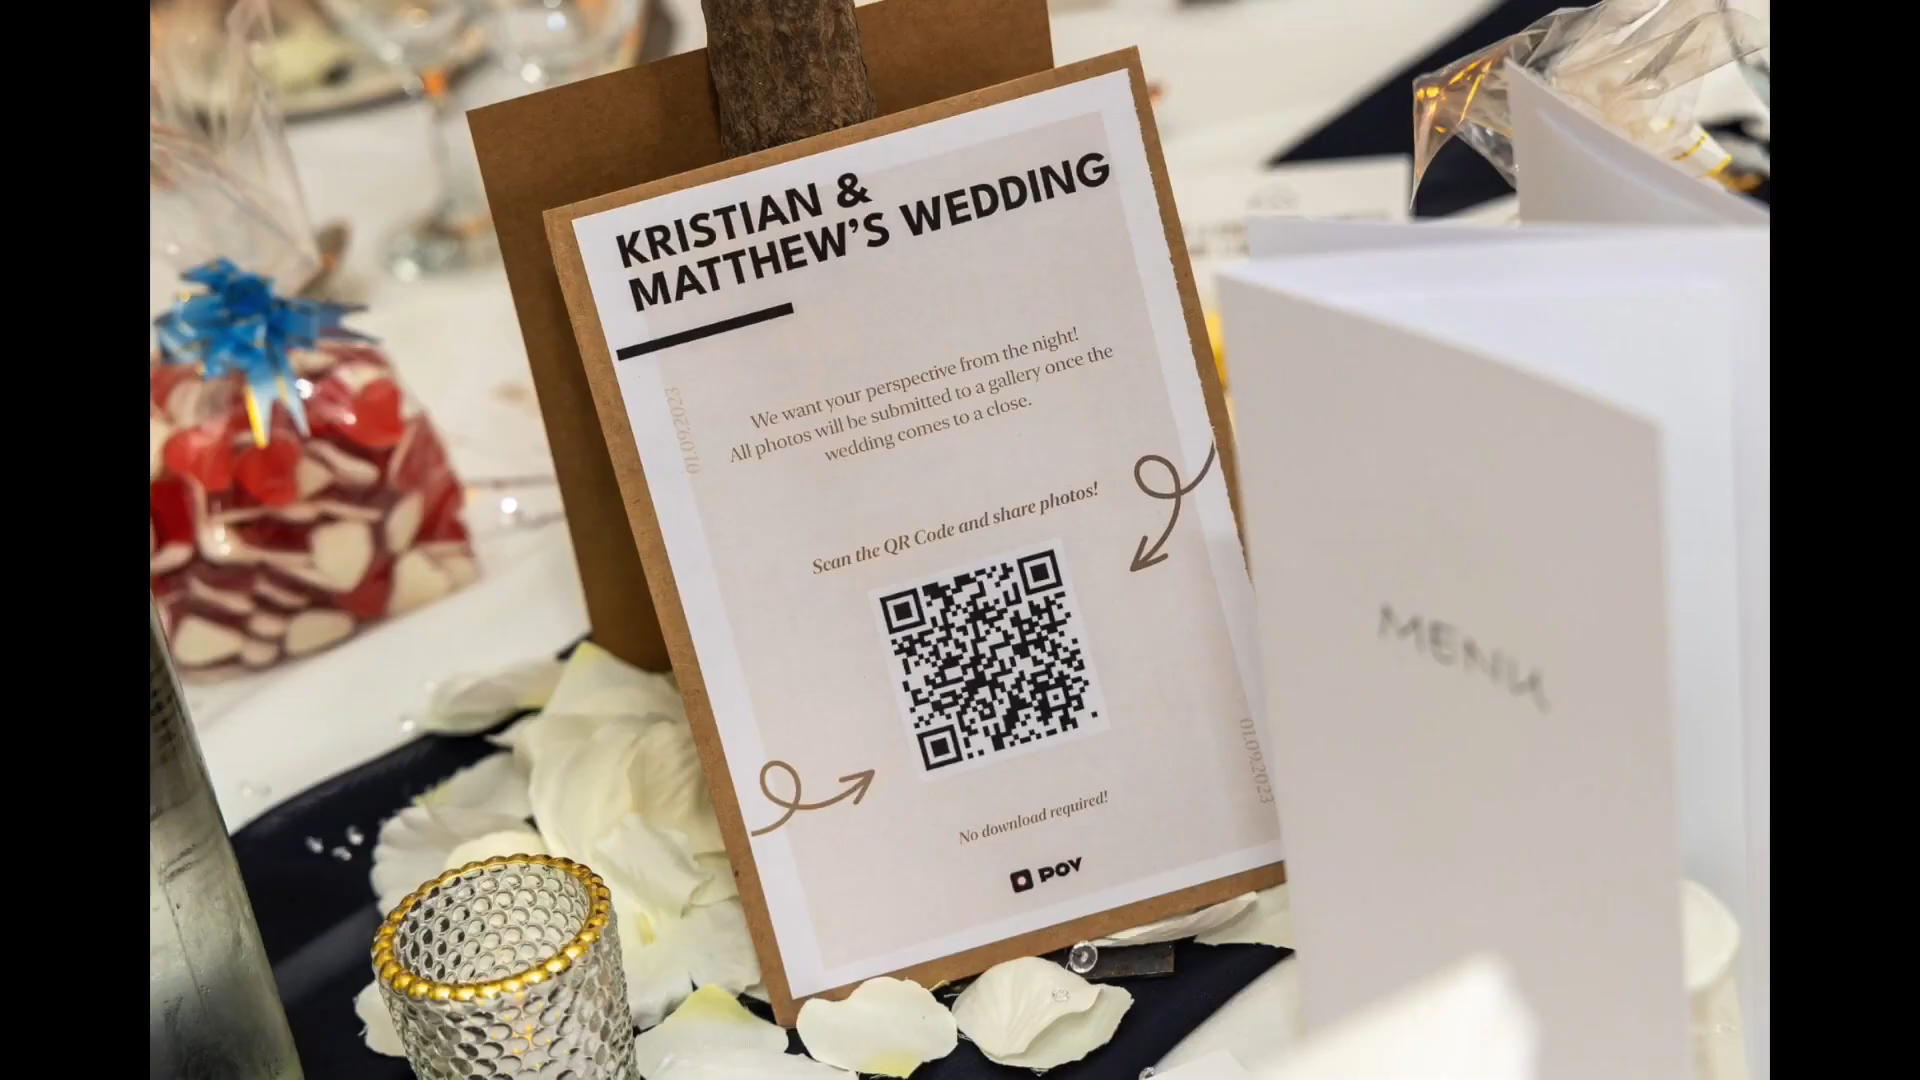 KRISTIAN &
MATTHEW'S WEDDING
We want your perspective from the night!
All photos will be submitted to a gallery once the
wedding comes to a close.
01.09.2023
Scan the QR Code and share photos!
01.09.2023
No download required!
POV
MENU